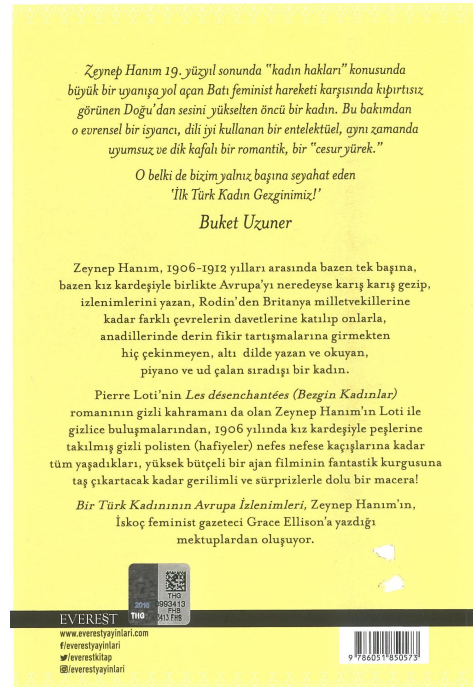 Zeynep Hanım 19. yüzyıl sonunda “kadın hakları” konusunda
büyük bir uyanışa yol açan Batı feminist hareketi karşısında kıpırtısız
görünen Doğu’dan sesini yükselten öncü bir kadın. Bu bakımdan
o evrensel bir isyancı, dili iyi kullanan bir entelektüel, aynı zamanda
uyumsuz ve dik kafalı bir romantik, bir “cesur yürek.”
O belki de bizim yalnız başına seyahat eden
‘İlk Türk Kadın Gezginimiz!’
Buket Uzuner
Zeynep Hanım, 1906-1912 yılları arasında bazen tek başına,
bazen kız kardeşiyle birlikte Avrupa’yı neredeyse karış karış gezip,
izlenimlerini yazan, Rodin’den Britanya milletvekillerine
kadar farklı çevrelerin davetlerine katılıp onlarla,
anadillerinde derin fikir tartışmalarına girmekten
hiç çekinmeyen, altı dilde yazan ve okuyan,
piyano ve ud çalan sıradışı bir kadın.
Pierre Loti’nin Les désenchantées (Bezgin Kadınlar)
romanının gizli kahramanı da olan Zeynep Hanım’ın Loti ile
gizlice buluşmalarından, 1906 yılında kız kardeşiyle peşlerine
takılmış gizli polisten (hafiyeler) nefes nefese kaçışlarına kadar
tüm yaşadıkları, yüksek bütçeli bir ajan filminin fantastik kurgusuna
taş çıkartacak kadar gerilimli ve sürprizlerle dolu bir macera!
Bir Türk Kadınının Avrupa İzlenimleri, Zeynep Hanım’ın,
İskoç feminist gazeteci Grace Ellison’a yazdığı
mektuplardan oluşuyor.
THG
0993413
FHB
2016
THG
3413 FHS
EVEREST
www.everestyayinlari.com
/everestyayinlari
/everestkitap
/everestyayinlari
9 786051 850573